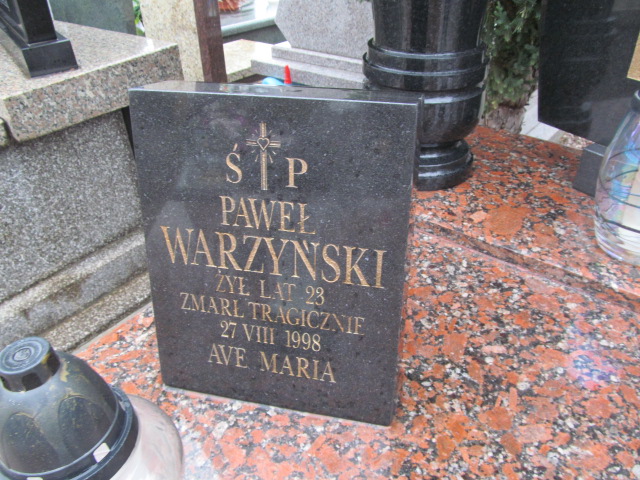 Ś P
PAWEŁ
WARZYŃSKI
ŻYŁ LAT 23
ZMARŁ TRAGICZNIE
27 VIII 1998
AVE MARIA